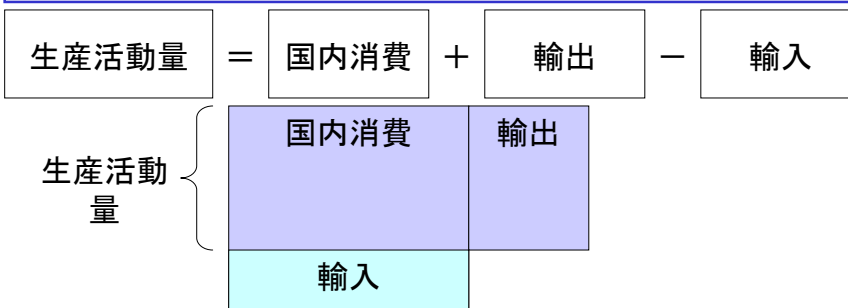 生産活動量 ＝ 国内消費 ＋ 輸出 － 輸入
国内消費 輸出
生産活動
量
輸入